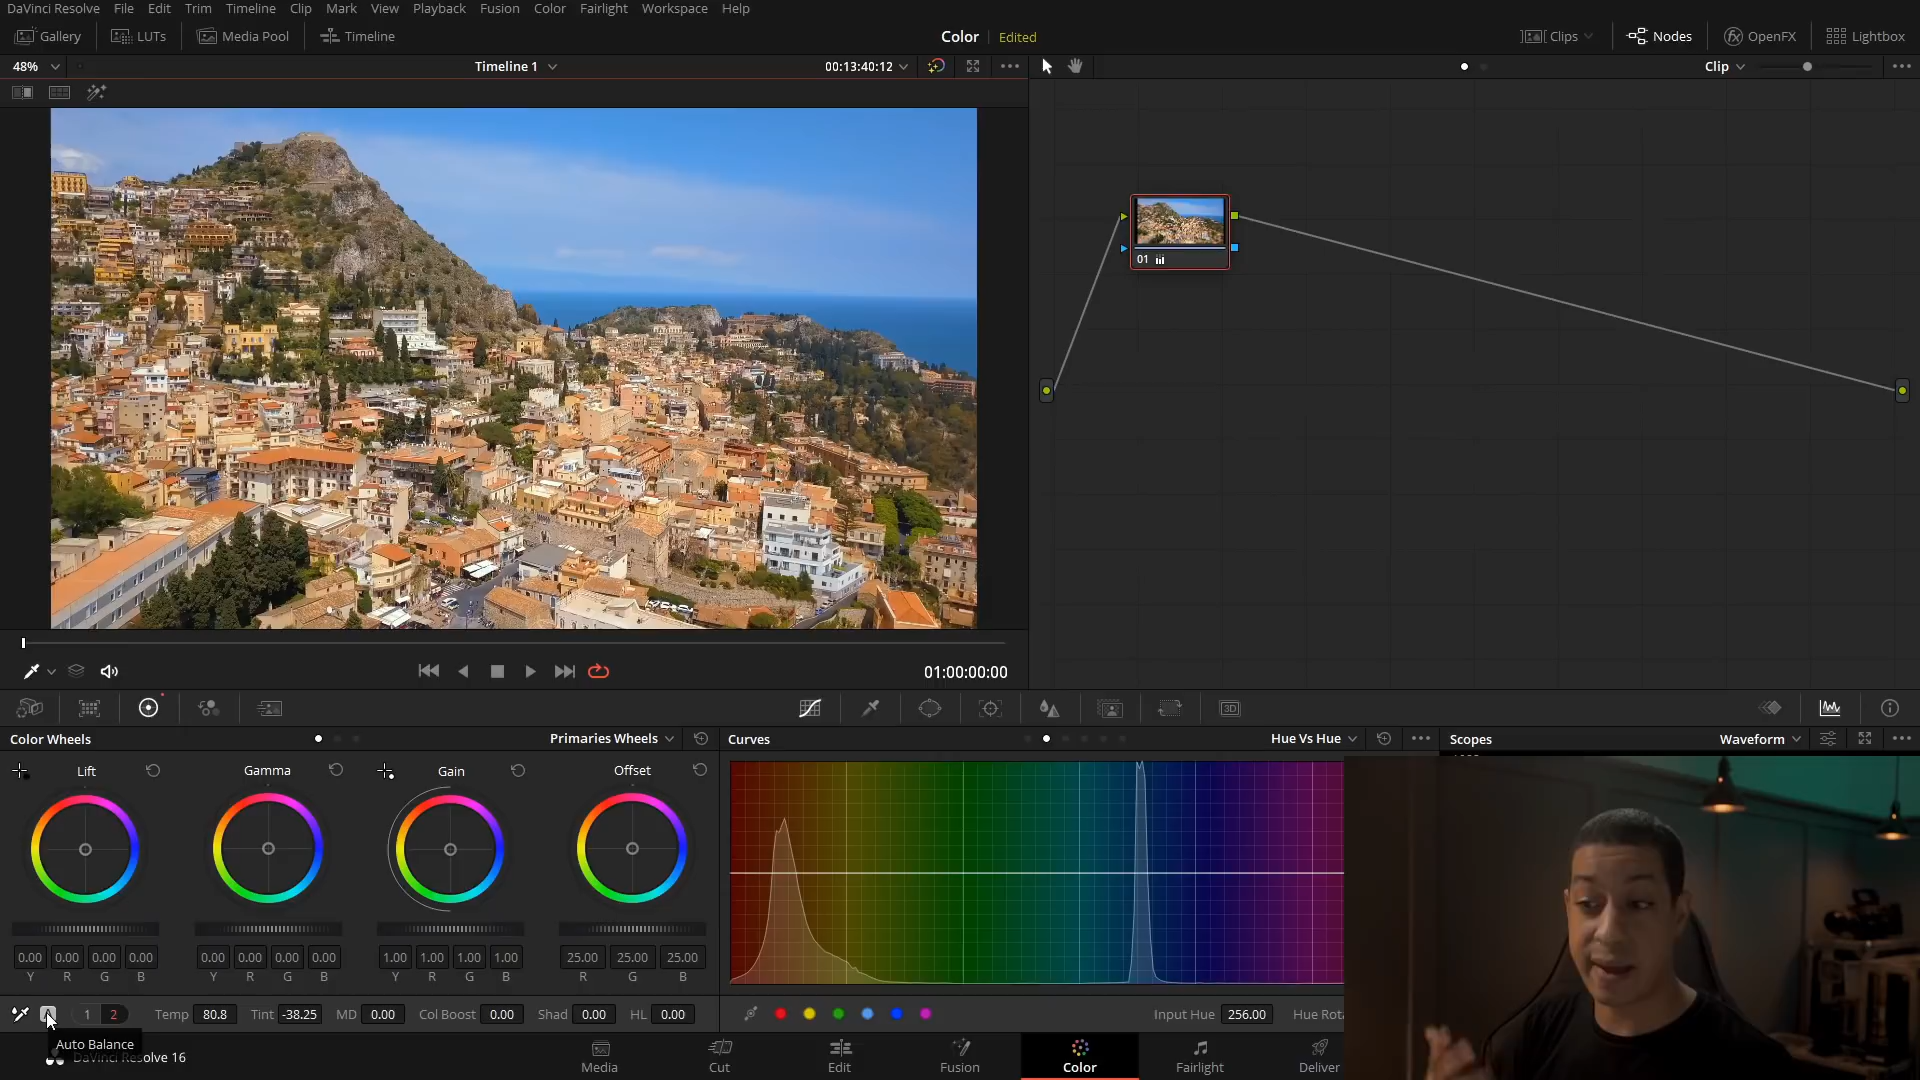 DaVinci Resolve File Edit Trim Timeline Clip Mark View Playback Fusion Color Fairlight Workspace Help
Gallery LUTs Media Pool Timeline Color Edited Clips Nodes OpenFX Lightbox
48% Timeline 1 00:13:40:12 Clip
01
01:00:00:00
3D
Color Wheels Primaries Wheels Curves Hue Vs Hue Scopes Waveform
Lift Gamma Gain Offset
0.00 0.00 0.00 0.00 0.00 0.00 0.00 0.00 1.00 1.00 1.00 1.00 25.00 25.00 25.00
Y R G B Y R G B Y R G B R G B
1 2 Temp 80.8 Tint -38.25 MD 0.00 Col Boost 0.00 Shad 0.00 HL 0.00 Input Hue 256.00 Hue Rota
Auto Balance
DaVinci Resolve 16
Media Cut Edit Fusion Color Fairlight Deliver